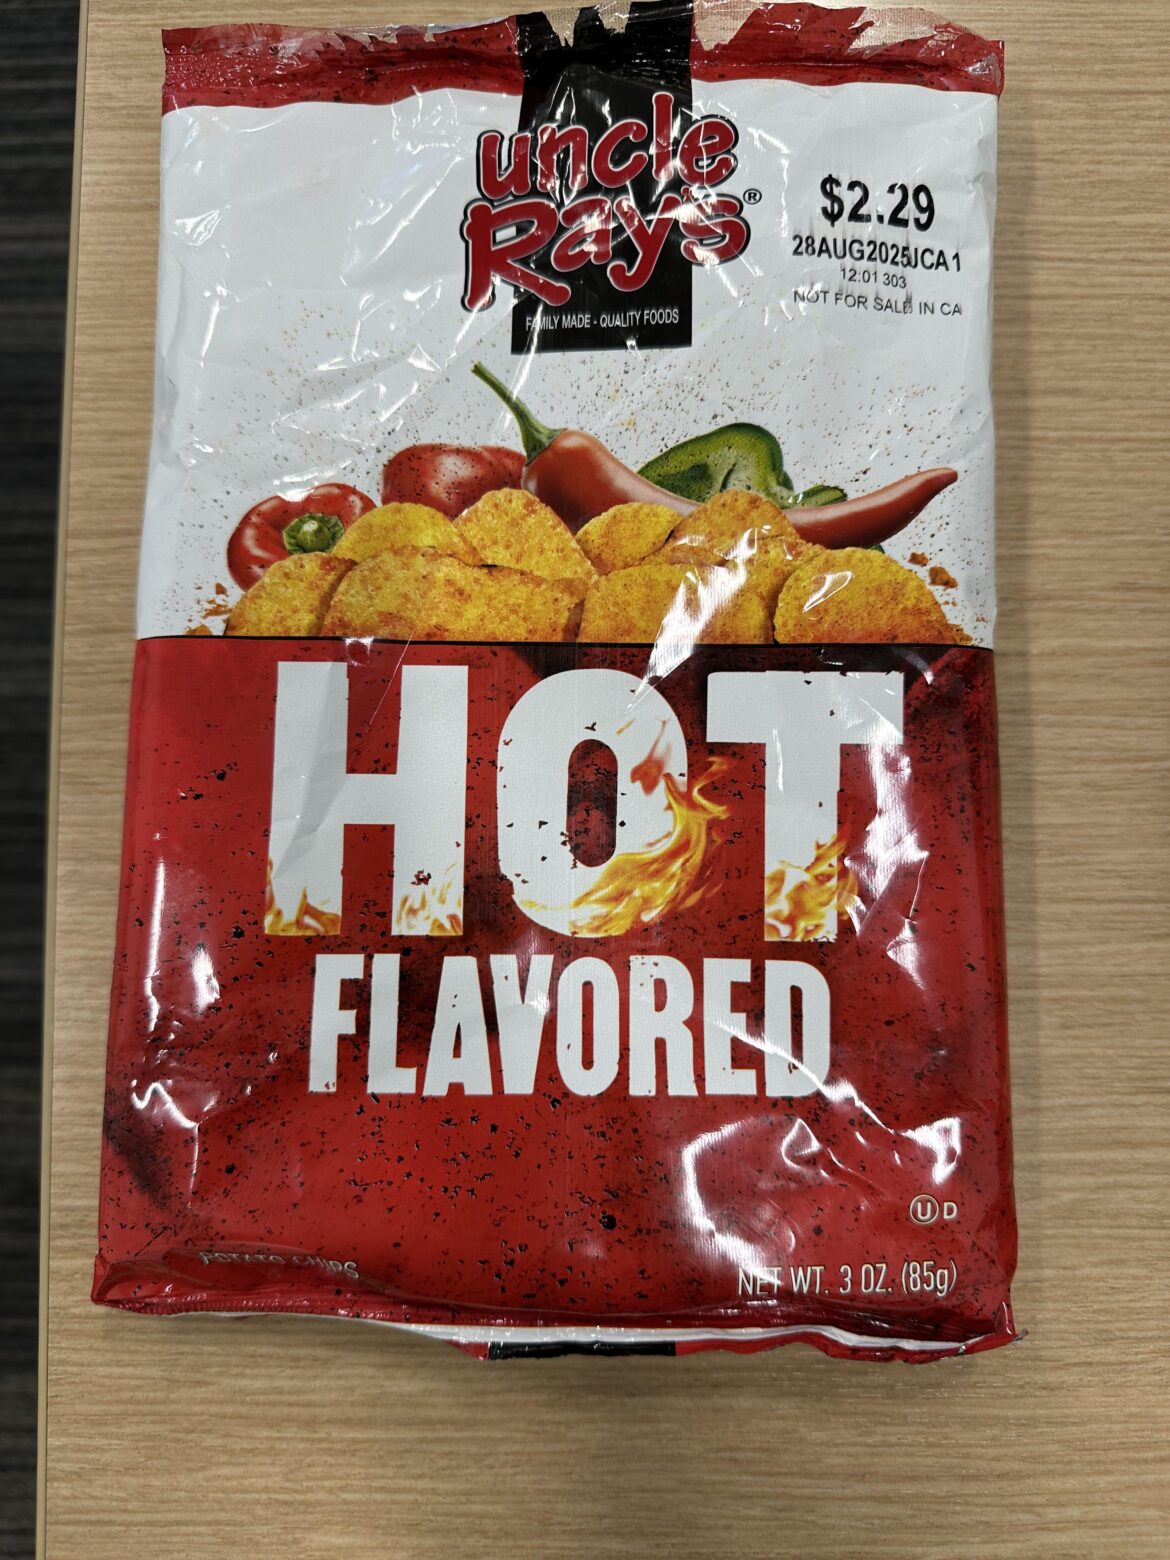 uncle
Ray's®
FAMILY MADE - QUALITY FOODS
$2.29
28AUG2025JCA1
12:01 303
NOT FOR SALE IN CA
HOT
FLAVORED
U D
POTATO CHIPS
NET WT. 3 OZ. (85g)